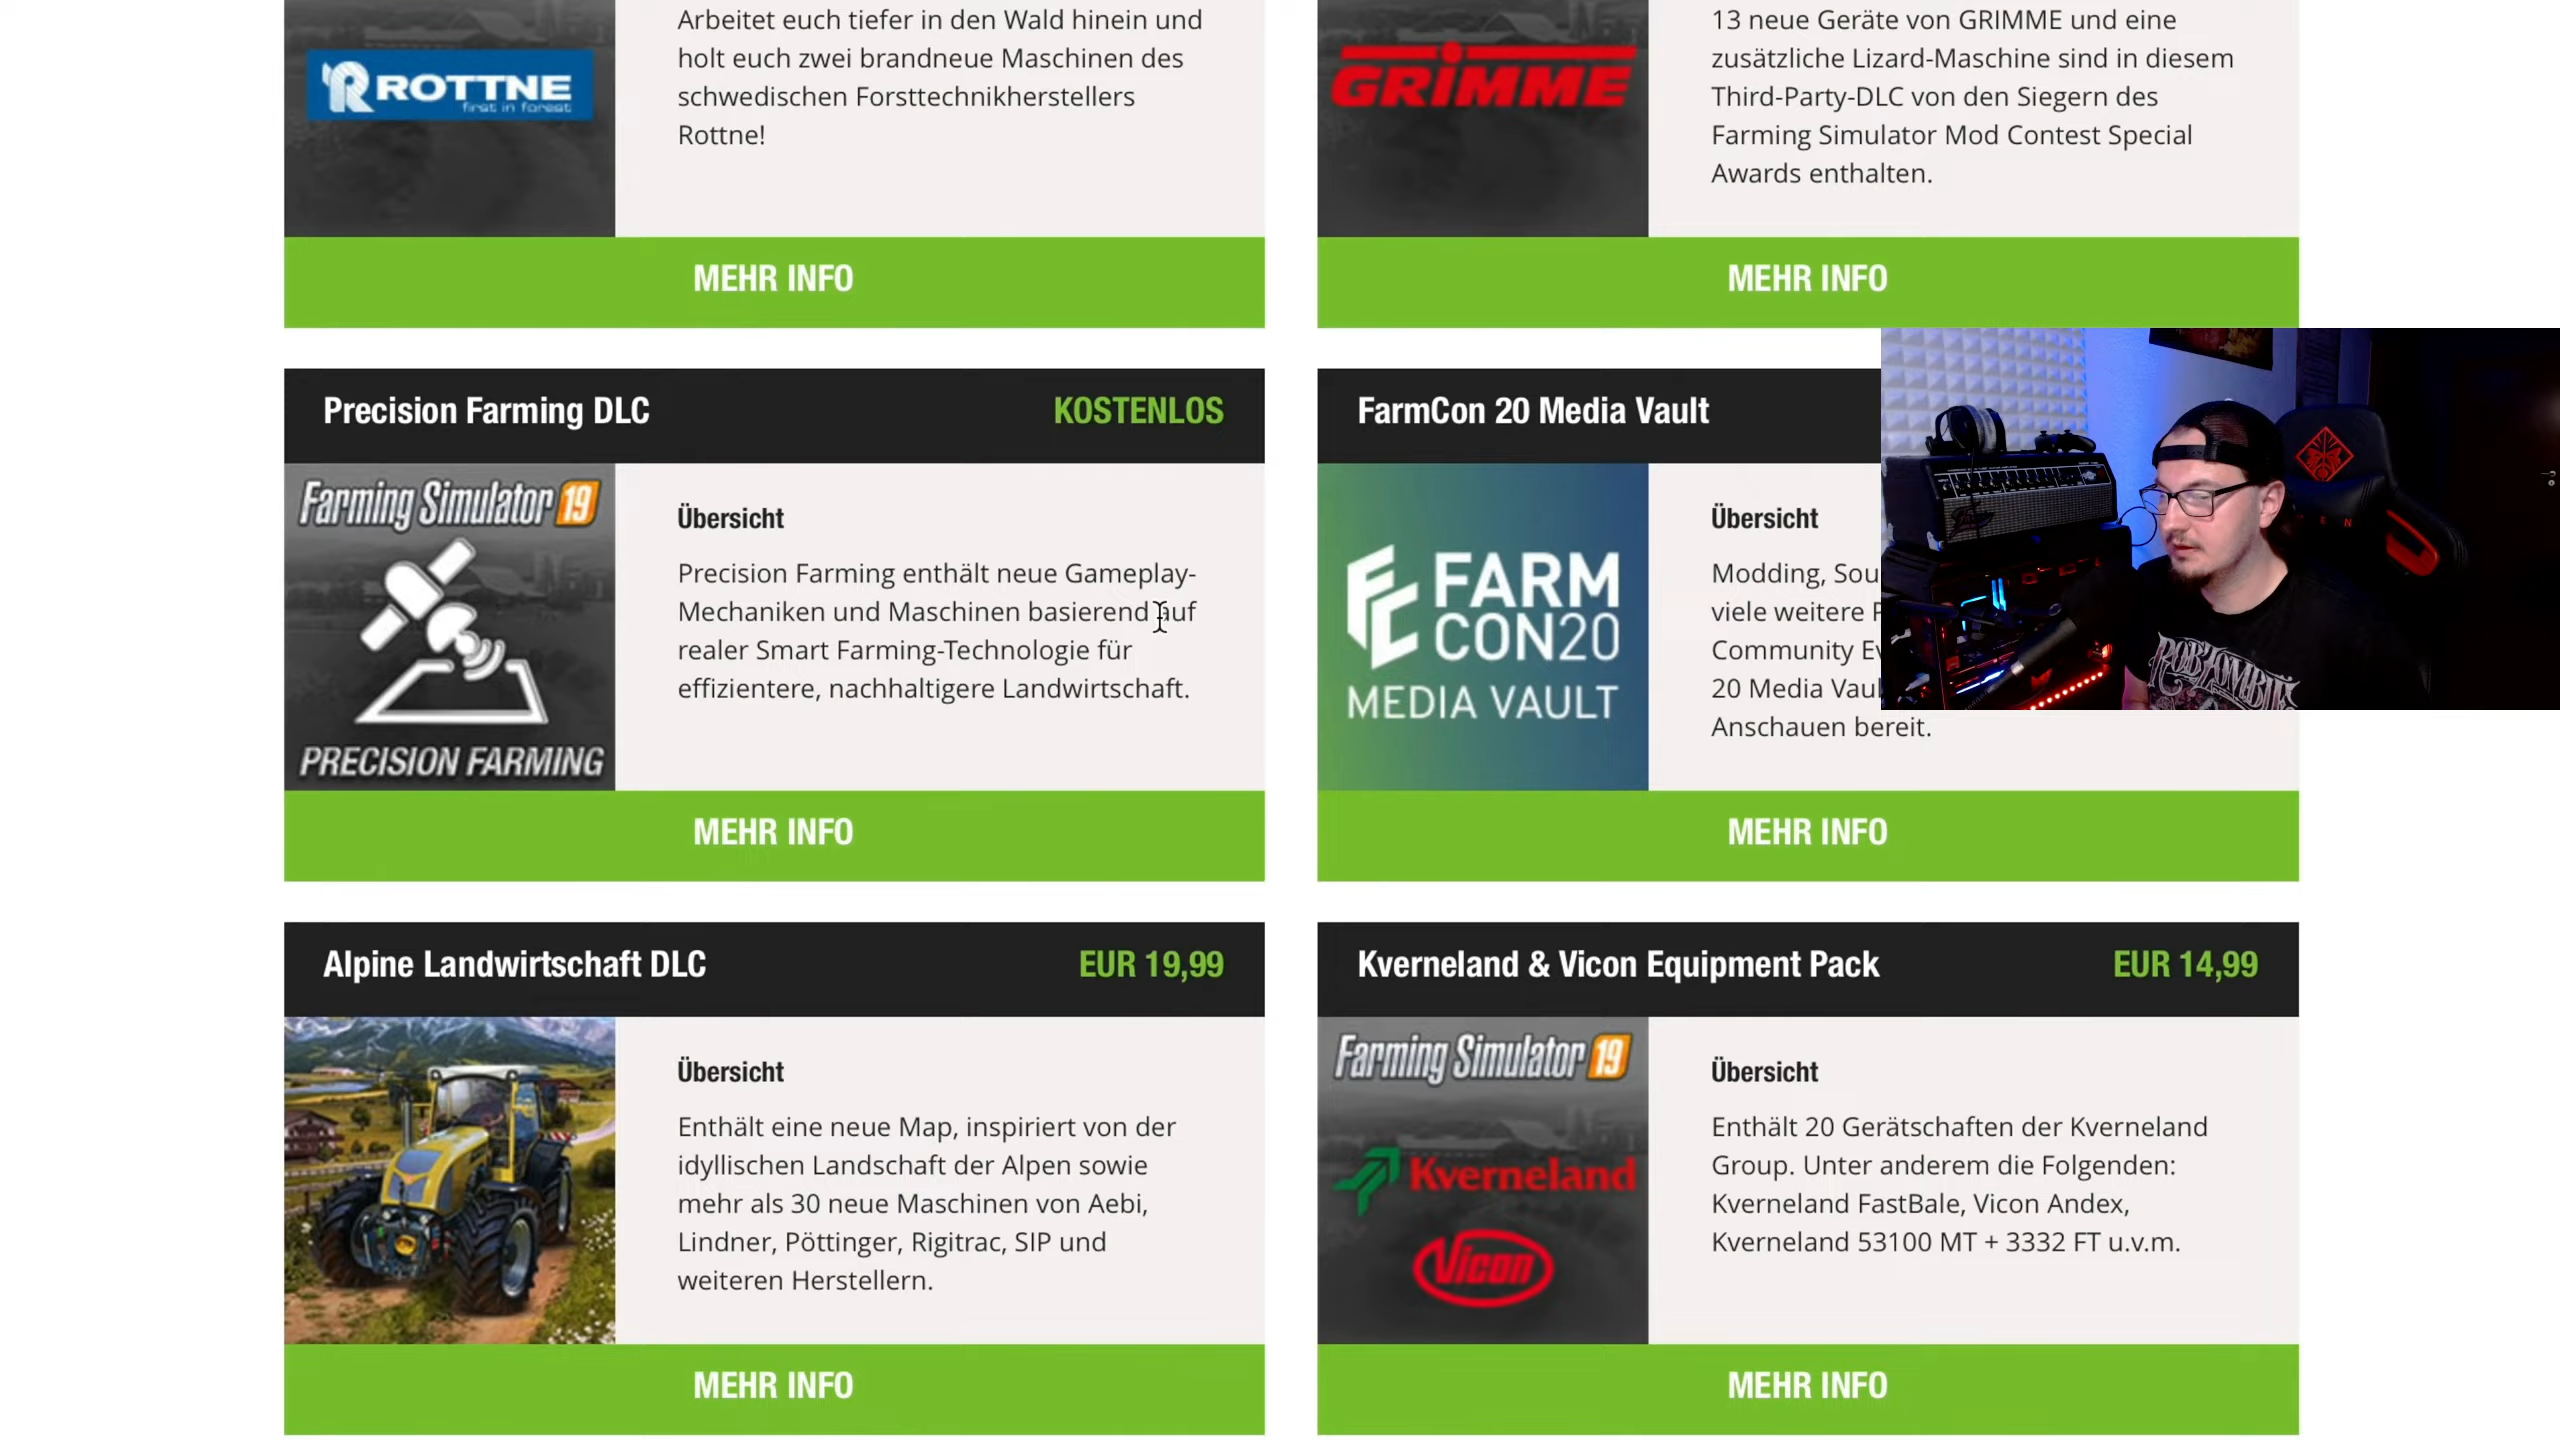 Arbeitet euch tiefer in den Wald hinein und
holt euch zwei brandneue Maschinen des
schwedischen Forsttechnikherstellers
Rottne!
ROTTNE
first in forest
MEHR INFO
13 neue Geräte von GRIMME und eine
zusätzliche Lizard-Maschine sind in diesem
Third-Party-DLC von den Siegern des
Farming Simulator Mod Contest Special
Awards enthalten.
GRIMME
MEHR INFO
Precision Farming DLC
KOSTENLOS
Farming Simulator 19
PRECISION FARMING
Übersicht
Precision Farming enthält neue Gameplay-
Mechaniken und Maschinen basierend auf
realer Smart Farming-Technologie für
effizientere, nachhaltigere Landwirtschaft.
MEHR INFO
FarmCon 20 Media Vault
FC FARM
CON20
MEDIA VAULT
Übersicht
Modding, Sou
viele weitere
Community
20 Media Vau
Anschauen bereit.
MEHR INFO
ROB ZOMBIE
Alpine Landwirtschaft DLC
EUR 19,99
Übersicht
Enthält eine neue Map, inspiriert von der
idyllischen Landschaft der Alpen sowie
mehr als 30 neue Maschinen von Aebi,
Lindner, Pöttinger, Rigitrac, SIP und
weiteren Herstellern.
MEHR INFO
Kverneland & Vicon Equipment Pack
EUR 14,99
Farming Simulator 19
Kverneland
Vicon
Übersicht
Enthält 20 Gerätschaften der Kverneland
Group. Unter anderem die Folgenden:
Kverneland FastBale, Vicon Andex,
Kverneland 53100 MT + 3332 FT u.v.m.
MEHR INFO